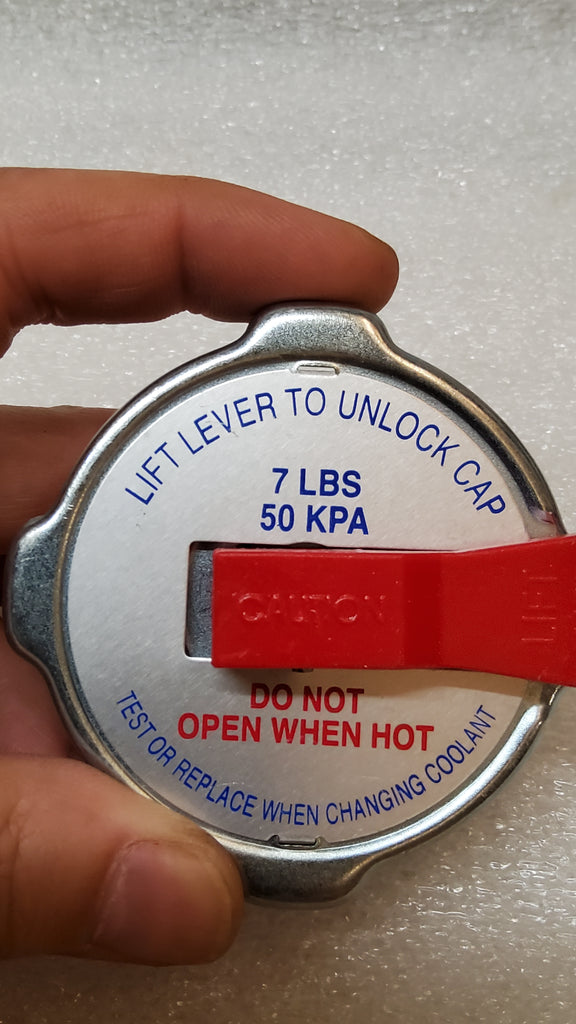 LIFT LEVER TO UNLOCK CAP
7 LBS
50 KPA
CAUTION
LIFT
DO NOT
OPEN WHEN HOT
TEST OR REPLACE WHEN CHANGING COOLANT